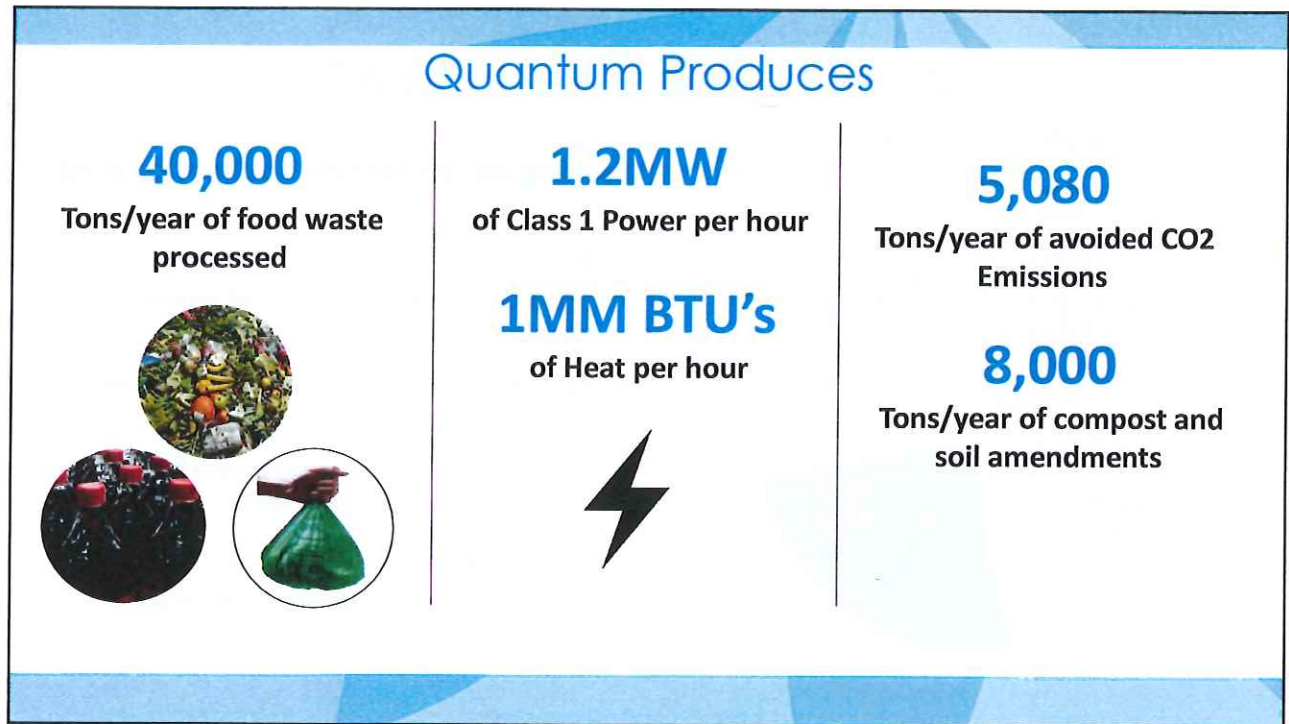 Quantum Produces
40,000
Tons/year of food waste
processed
1.2MW
of Class 1 Power per hour
1MM BTU's
of Heat per hour
5,080
Tons/year of avoided CO2
Emissions
8,000
Tons/year of compost and
soil amendments